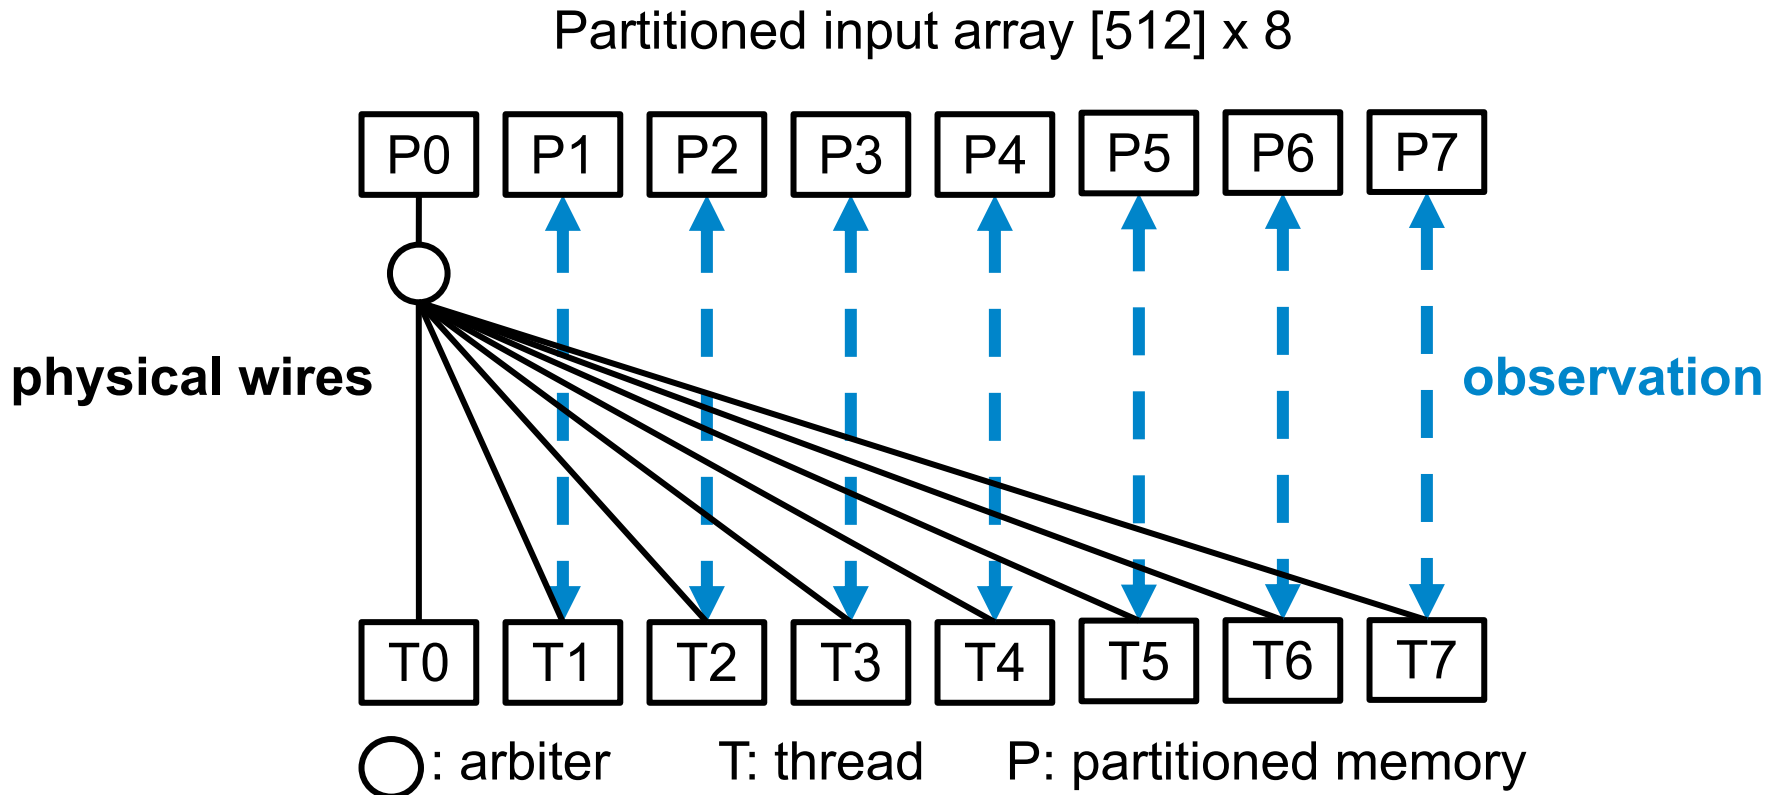 Partitioned input array [512] x 8
P0 P1 P2 P3 P4 P5 P6 P7
physical wires
observation
T0 T1 T2 T3 T4 T5 T6 T7
: arbiter T: thread P: partitioned memory